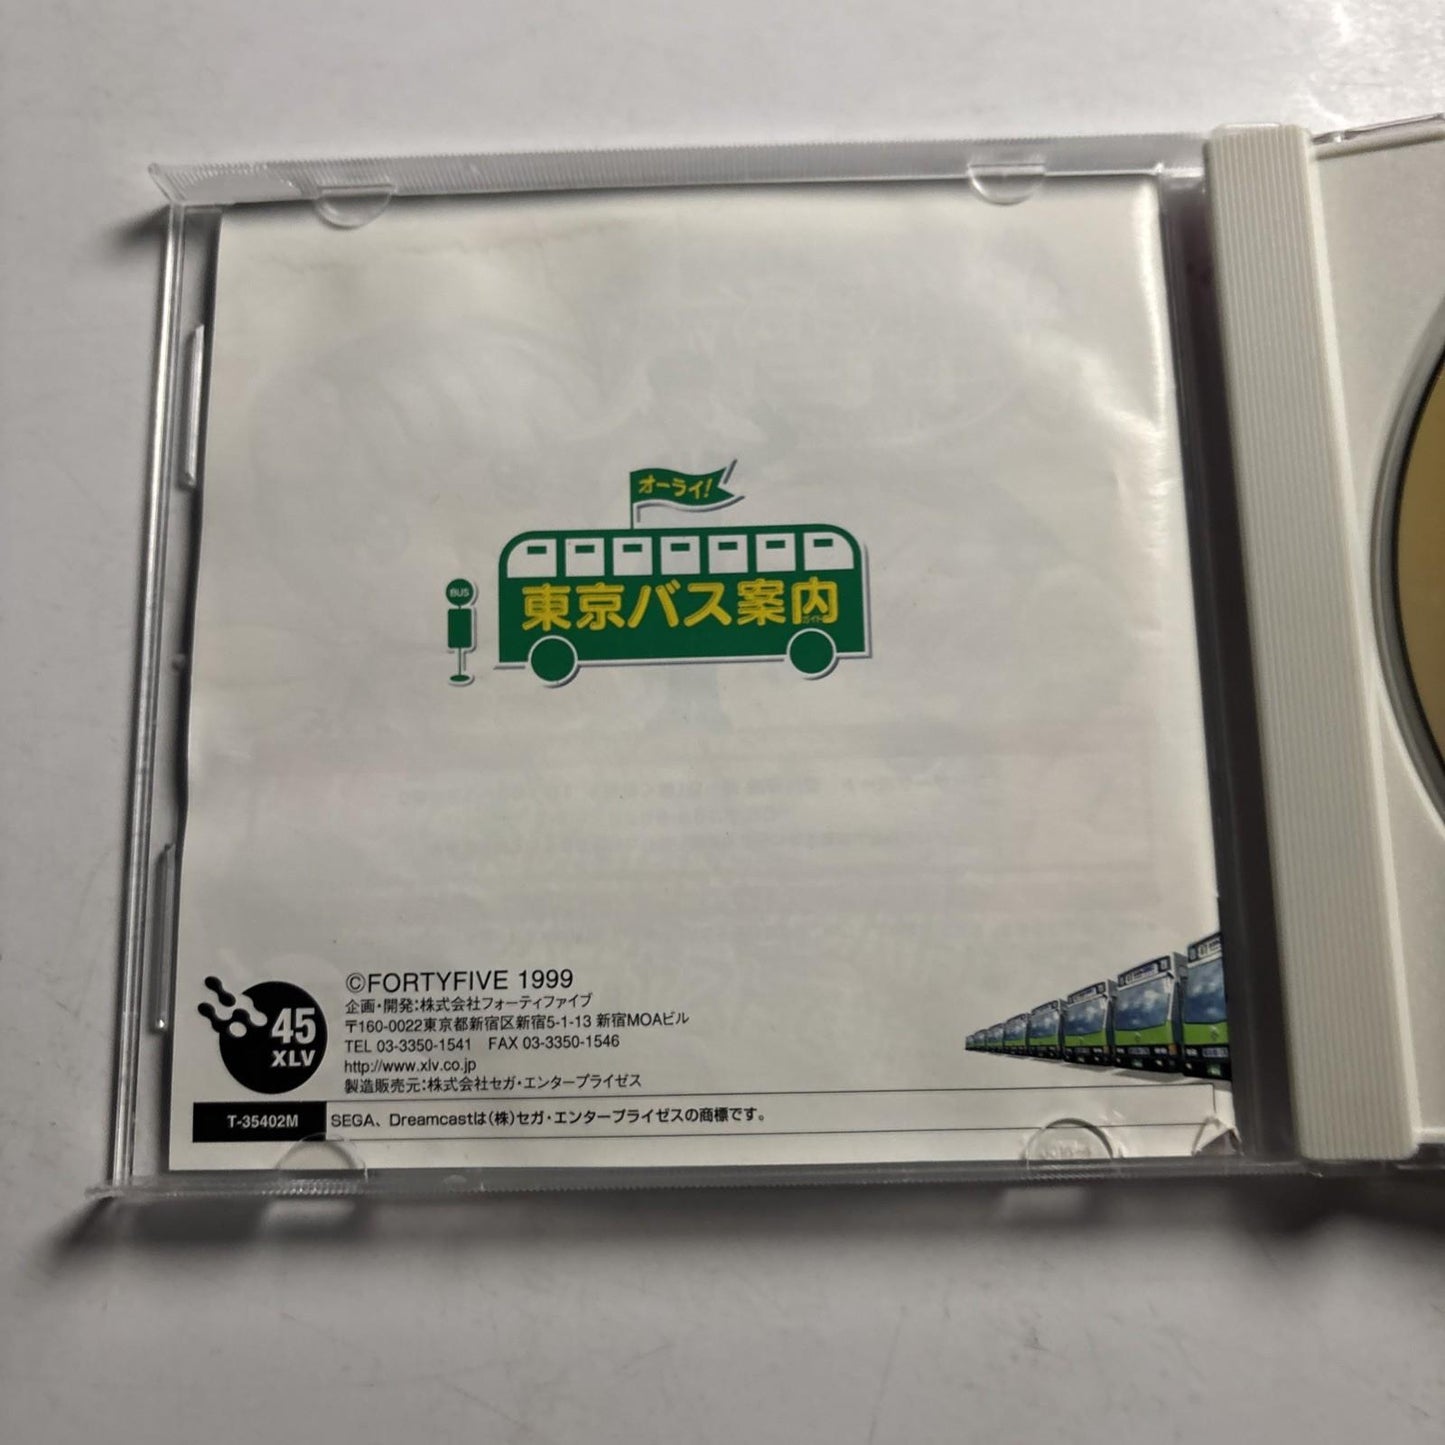 オーライ!
BUS
東京バス案内
ガイド
45
XLV
©FORTYFIVE 1999
企画・開発:株式会社フォーティファイブ
〒160-0022東京都新宿区新宿5-1-13 新宿MOAビル
TEL 03-3350-1541 FAX 03-3350-1546
http://www.xlv.co.jp
製造販売元:株式会社セガ・エンタープライゼス
T-35402M
SEGA、Dreamcastは(株)セガ・エンタープライゼスの商標です。